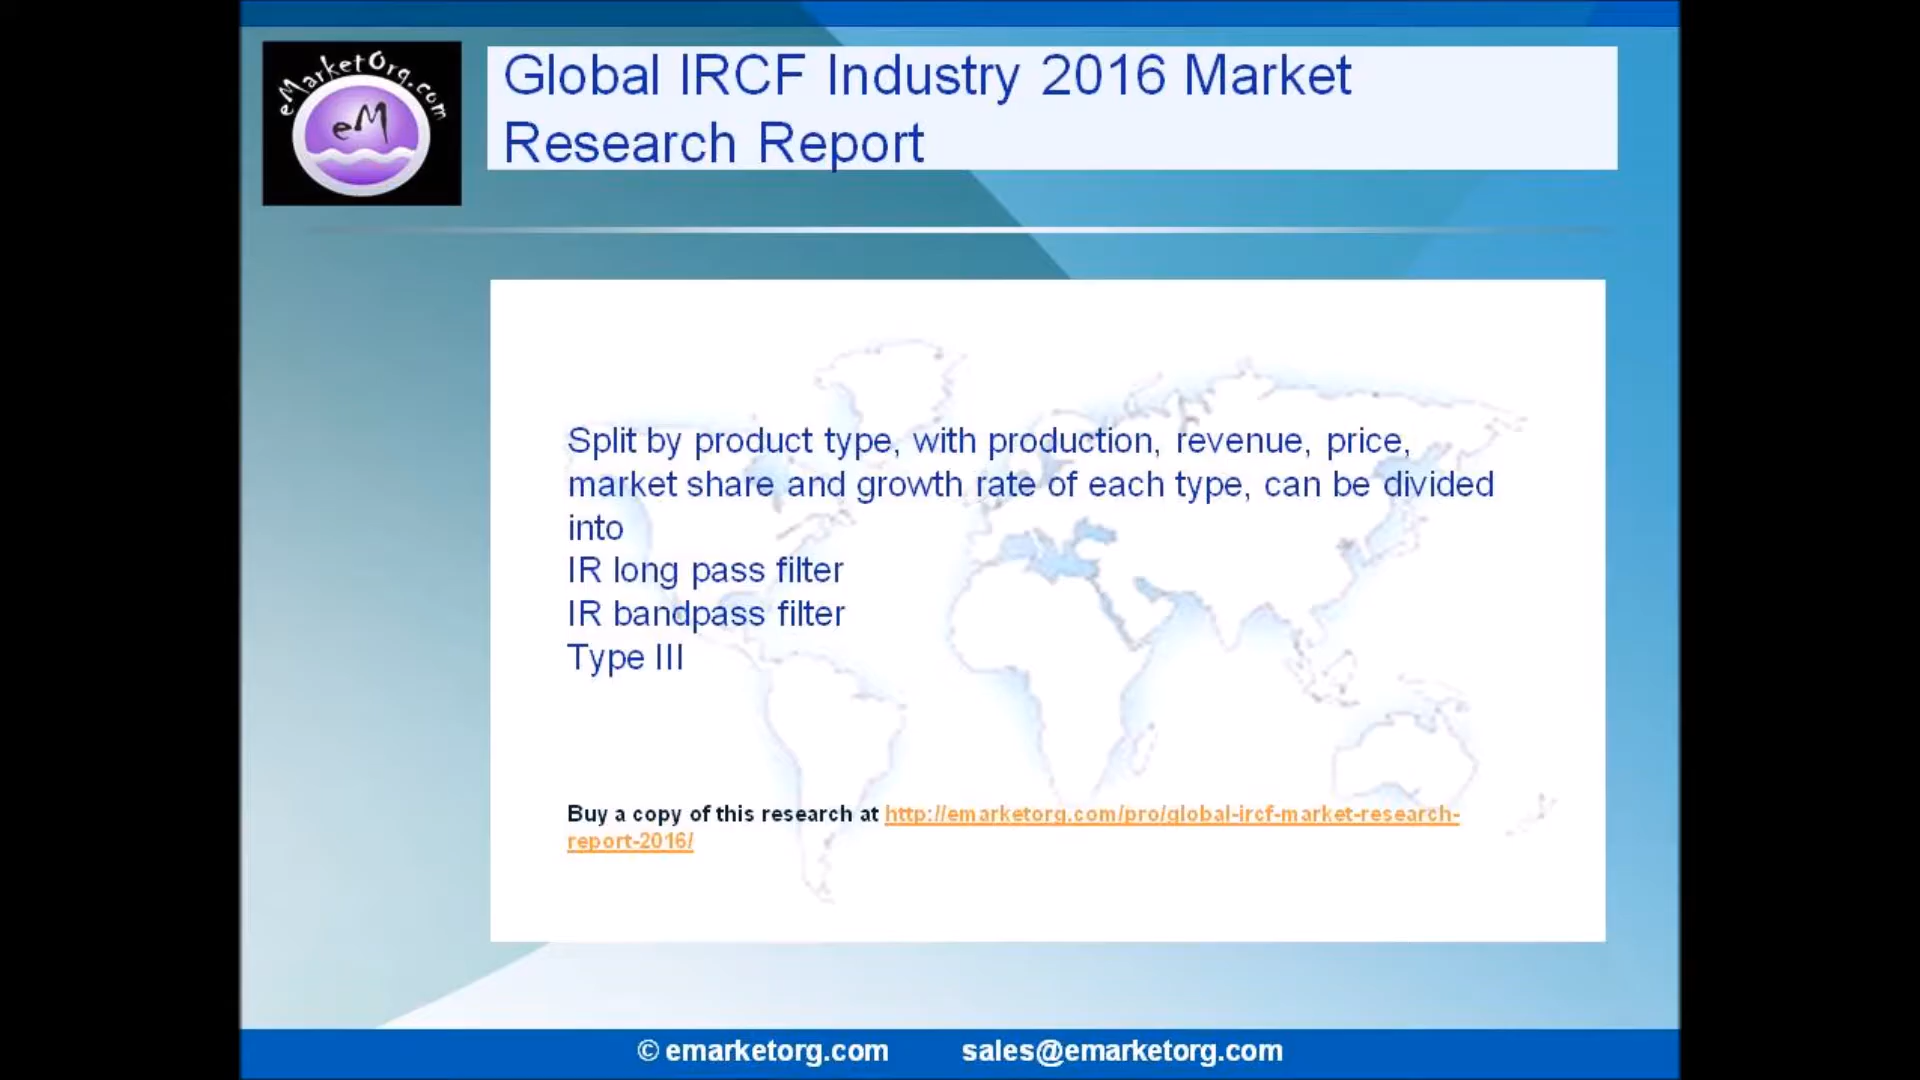 eMarketOrg.com
eM
Global IRCF Industry 2016 Market
Research Report
Split by product type, with production, revenue, price,
market share and growth rate of each type, can be divided
into
IR long pass filter
IR bandpass filter
Type III
Buy a copy of this research at http://emarketorg.com/pro/global-ircf-market-research-
report-2016/
© emarketorg.com sales@emarketorg.com